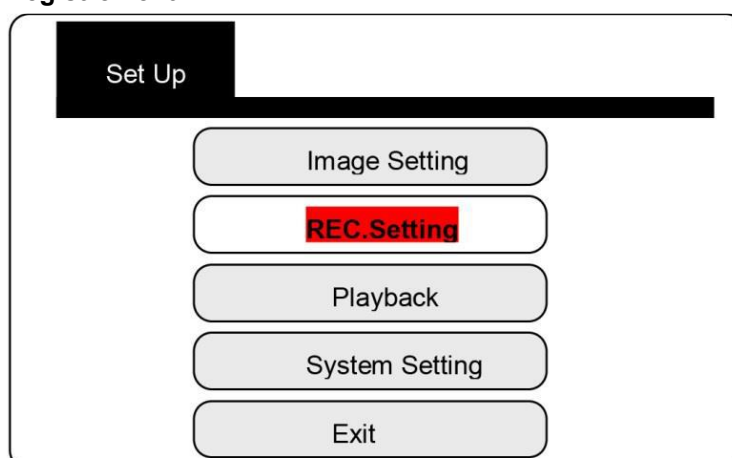 Set Up
Image Setting
REC.Setting
Playback
System Setting
Exit